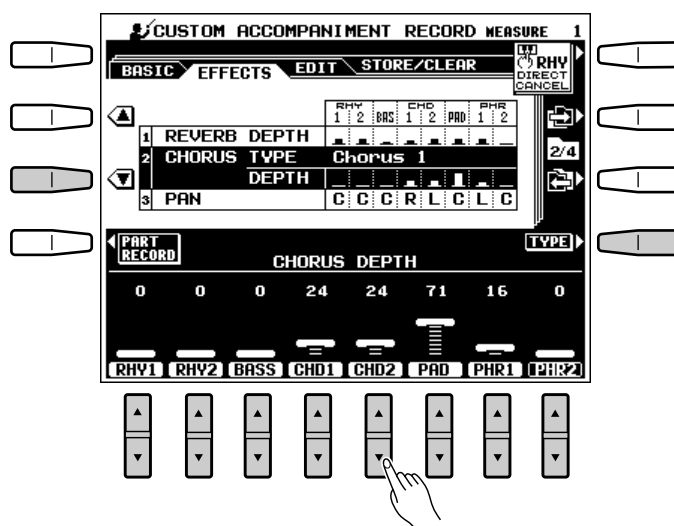 CUSTOM ACCOMPANIMENT RECORD MEASURE 1
BASIC EFFECTS EDIT STORE/CLEAR
RHY
DIRECT
CANCEL
RHY CHD PHR
1 2 BAS 1 2 PAD 1 2
1 REVERB DEPTH
2 CHORUS TYPE Chorus 1
DEPTH
3 PAN C C C R L C L C
2/4
PART
RECORD
TYPE
CHORUS DEPTH
0 0 0 24 24 71 16 0
RHY1 RHY2 BASS CHD1 CHD2 PAD PHR1 PHR2